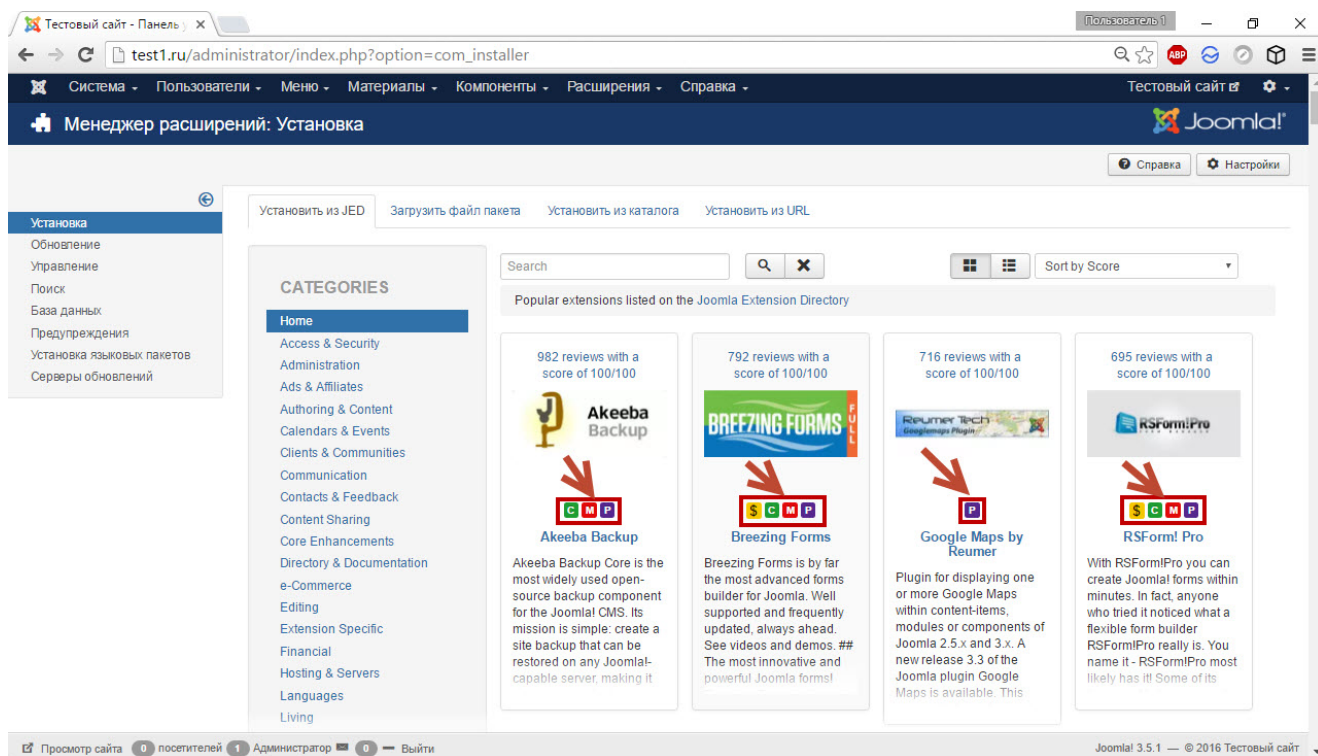 Тестовый сайт - Панель у
Пользователь 1
test1.ru/administrator/index.php?option=com_installer
ABP
Система Пользователи Меню Материалы Компоненты Расширения Справка Тестовый сайт
Менеджер расширений: Установка
Joomla!
Справка Настройки
Установка
Обновление
Управление
Поиск
База данных
Предупреждения
Установка языковых пакетов
Серверы обновлений
Установить из JED Загрузить файл пакета Установить из каталога Установить из URL
CATEGORIES
Home
Access & Security
Administration
Ads & Affiliates
Authoring & Content
Calendars & Events
Clients & Communities
Communication
Contacts & Feedback
Content Sharing
Core Enhancements
Directory & Documentation
e-Commerce
Editing
Extension Specific
Financial
Hosting & Servers
Languages
Living
Search
Sort by Score
Popular extensions listed on the Joomla Extension Directory
982 reviews with a
score of 100/100
Akeeba
Backup
C M P
Akeeba Backup
Akeeba Backup Core is the
most widely used open-
source backup component
for the Joomla! CMS. Its
mission is simple: create a
site backup that can be
restored on any Joomla!-
capable server, making it
792 reviews with a
score of 100/100
BREEZING FORMS
FULL
$ C M P
Breezing Forms
Breezing Forms is by far
the most advanced forms
builder for Joomla. Well
supported and frequently
updated, always ahead.
See videos and demos. ##
The most innovative and
powerful Joomla forms!
716 reviews with a
score of 100/100
Reumer Tech
Googlemaps Plugin
P
Google Maps by
Reumer
Plugin for displaying one
or more Google Maps
within content-items,
modules or components of
Joomla 2.5.x and 3.x. A
new release 3.3 of the
Joomla plugin Google
Maps is available. This
695 reviews with a
score of 100/100
RSForm!Pro
$ C M P
RSForm! Pro
With RSForm!Pro you can
create Joomla! forms within
minutes. In fact, anyone
who tried it noticed what a
flexible form builder
RSForm!Pro really is. You
name it - RSForm!Pro most
likely has it! Some of its
Просмотр сайта 0 посетителей 1 Администратор 0 Выйти
Joomla! 3.5.1 — © 2016 Тестовый сайт